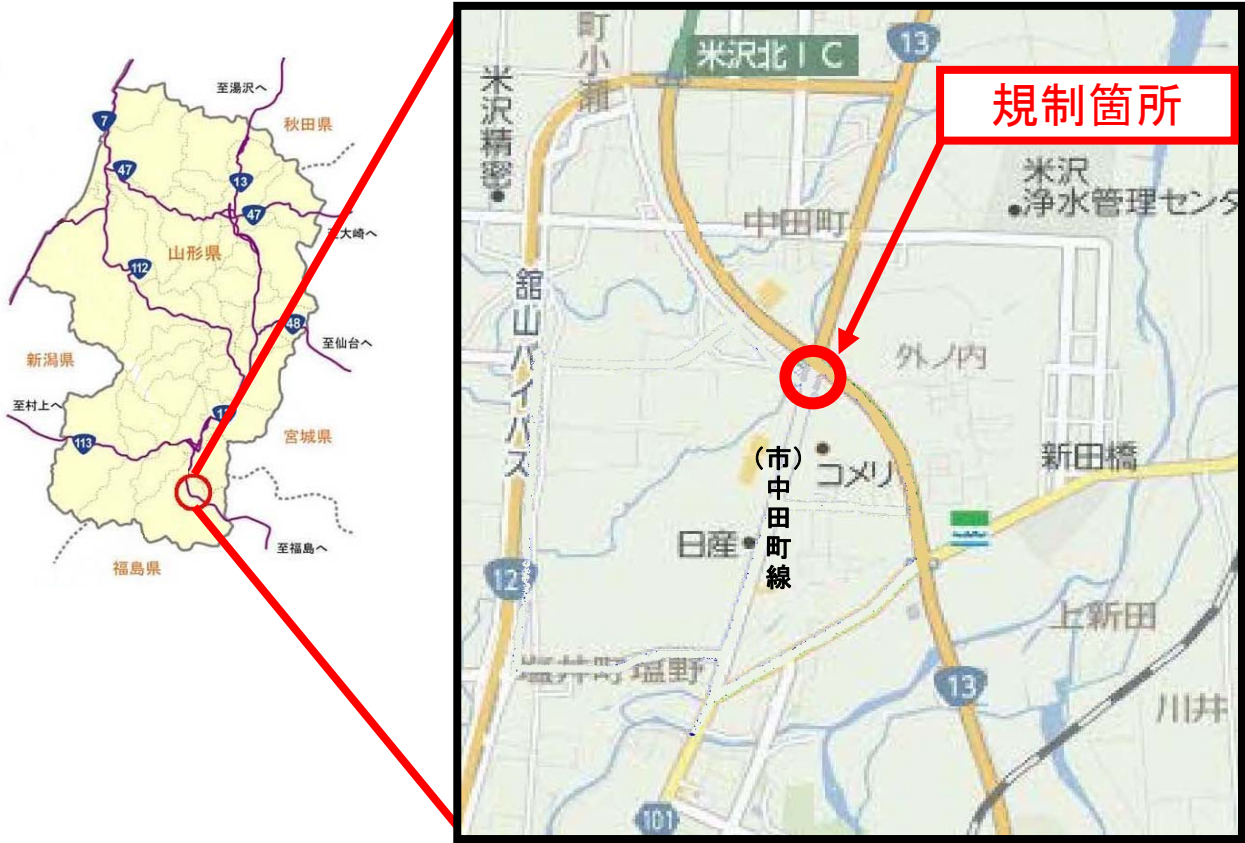 至湯沢へ
秋田県
7
47
13
47
至大崎へ
山形県
112
48
至仙台へ
新潟県
至村上へ
113
宮城県
至福島へ
福島県
町小瀬
米沢北IC
13
規制箇所
米沢精密
米沢
浄水管理センタ
中田町
舘山バイパス
外ノ内
(市)中田町線
コメリ
新田橋
日産
12
上新田
塩井町塩野
13
川井
101